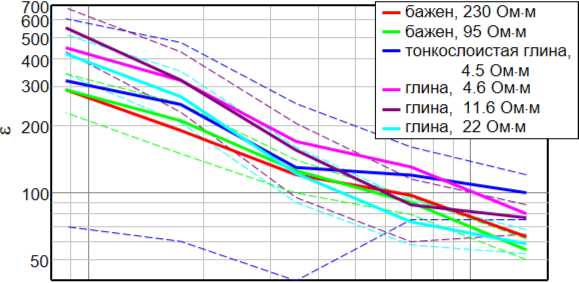 700
600
500
400
300
200
100
50
ε
бажен, 230 Ом·м
бажен, 95 Ом·м
тонкослоистая глина,
4.5 Ом·м
глина, 4.6 Ом·м
глина, 11.6 Ом·м
глина, 22 Ом·м